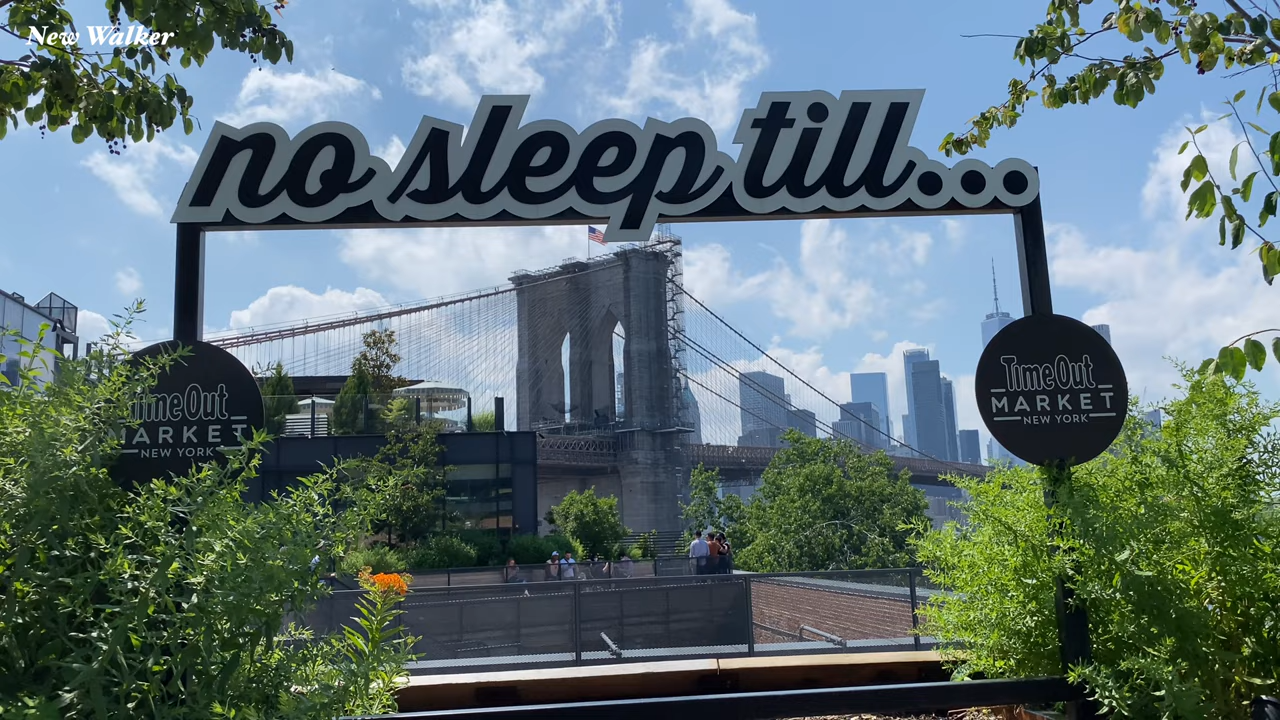 New Walker
no sleep till...
Time Out
MARKET
NEW YORK
Time Out
MARKET
NEW YORK